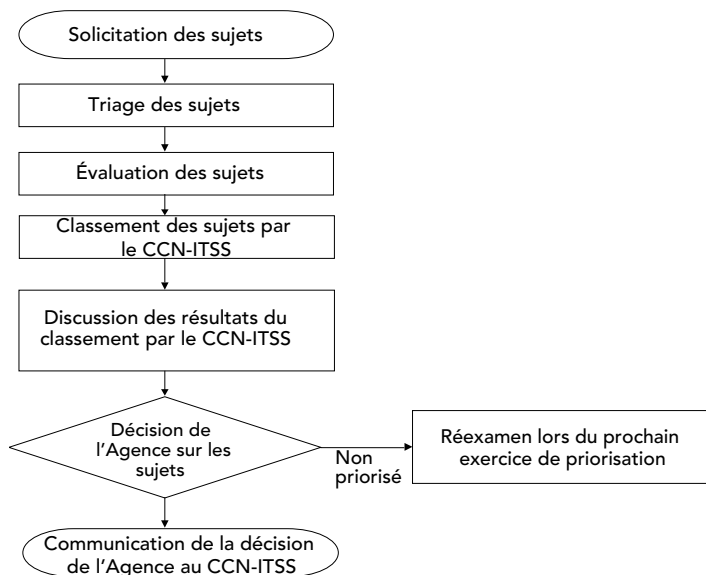 Solicitation des sujets
Triage des sujets
Évaluation des sujets
Classement des sujets par
le CCN-ITSS
Discussion des résultats du
classement par le CCN-ITSS
Décision de
l'Agence sur les
sujets
Non
priorisé
Réexamen lors du prochain
exercice de priorisation
Communication de la décision
de l'Agence au CCN-ITSS